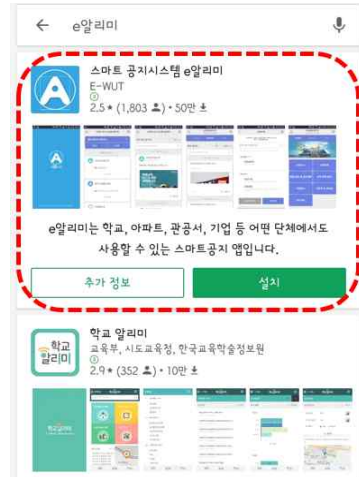 e알리미
스마트 공지시스템 e알리미
E-WUT
2.5★ (1,803 ) • 50만
e알리미는 학교, 아파트, 관공서, 기업 등 어떤 단체에서도
사용할 수 있는 스마트공지 앱입니다.
추가 정보
설치
학교
알리미
학교 알리미
교육부, 시도교육청, 한국교육학술정보원
2.9★ (352 ) • 10만